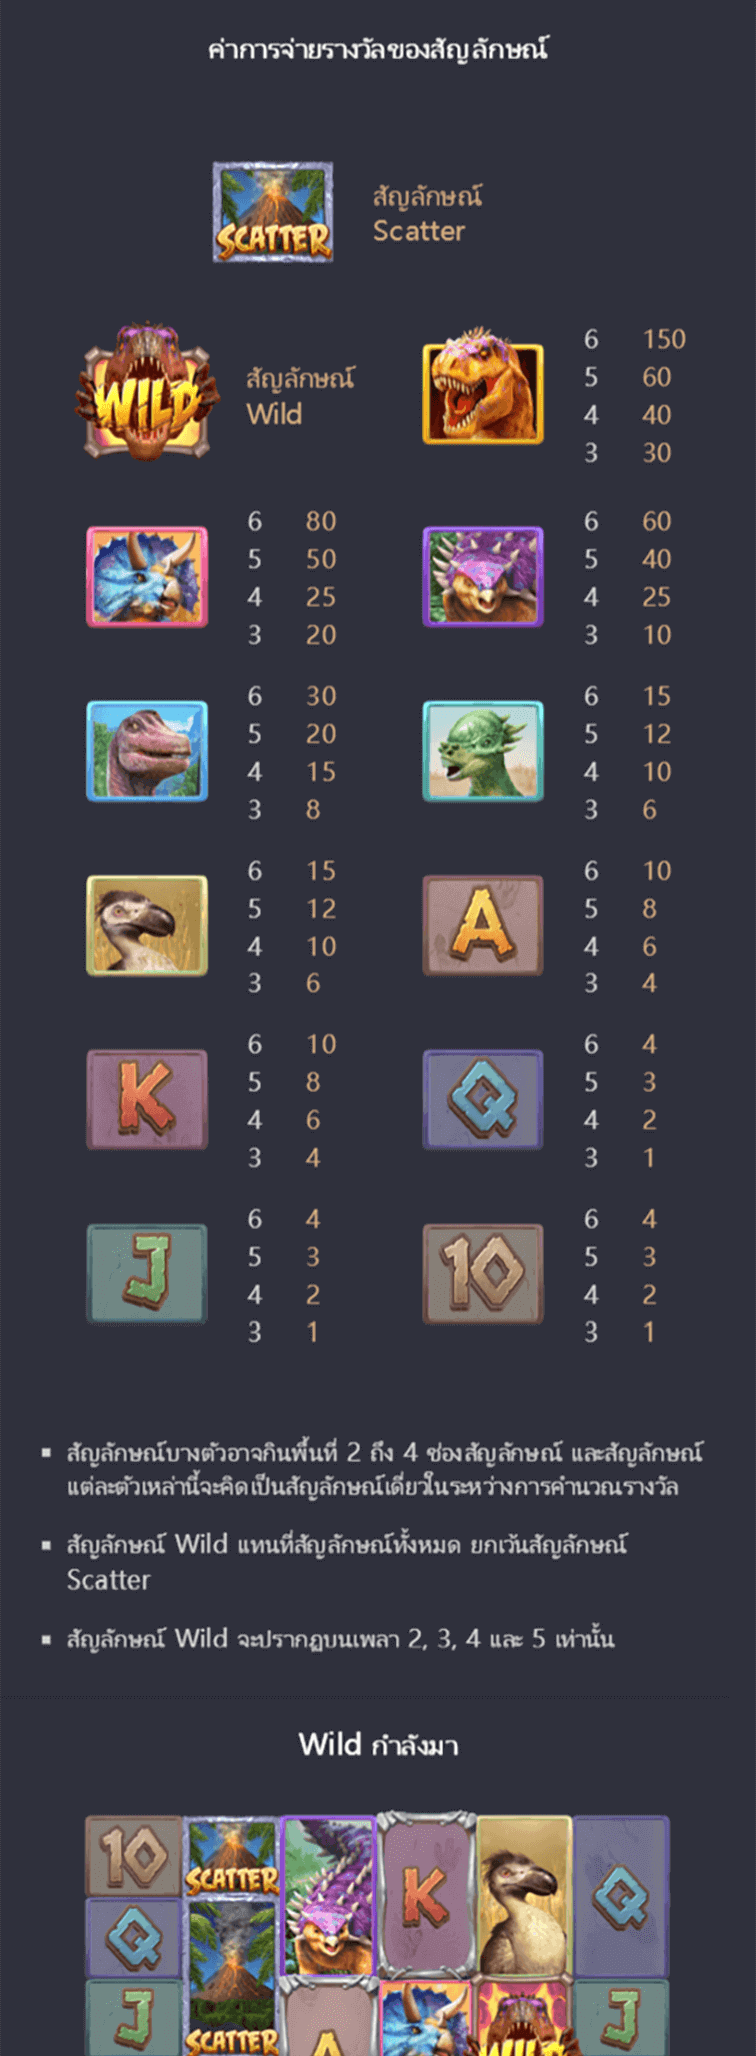 ค่าการจ่ายรางวัลของสัญลักษณ์
SCATTER
สัญลักษณ์
Scatter
WILD
สัญลักษณ์
Wild
6 150
5 60
4 40
3 30
6 80
5 50
4 25
3 20
6 60
5 40
4 25
3 10
6 30
5 20
4 15
3 8
6 15
5 12
4 10
3 6
6 15
5 12
4 10
3 6
A
6 10
5 8
4 6
3 4
K
6 10
5 8
4 6
3 4
Q
6 4
5 3
4 2
3 1
J
6 4
5 3
4 2
3 1
10
6 4
5 3
4 2
3 1
สัญลักษณ์บางตัวอาจกินพื้นที่ 2 ถึง 4 ช่องสัญลักษณ์ และสัญลักษณ์
แต่ละตัวเหล่านี้จะคิดเป็นสัญลักษณ์เดี่ยวในระหว่างการคำนวณรางวัล
สัญลักษณ์ Wild แทนที่สัญลักษณ์ทั้งหมด ยกเว้นสัญลักษณ์
Scatter
สัญลักษณ์ Wild จะปรากฏบนเพลา 2, 3, 4 และ 5 เท่านั้น
Wild กำลังมา
10 SCATTER K Q
Q
J SCATTER A WILD J